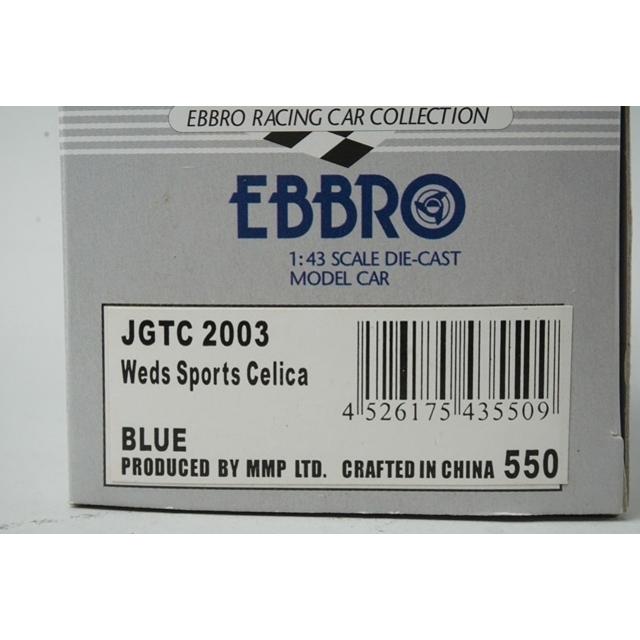 EBBRO RACING CAR COLLECTION
EBBRO
1:43 SCALE DIE-CAST
MODEL CAR
JGTC 2003
Weds Sports Celica
4 526175 435509
BLUE
PRODUCED BY MMP LTD. CRAFTED IN CHINA 550